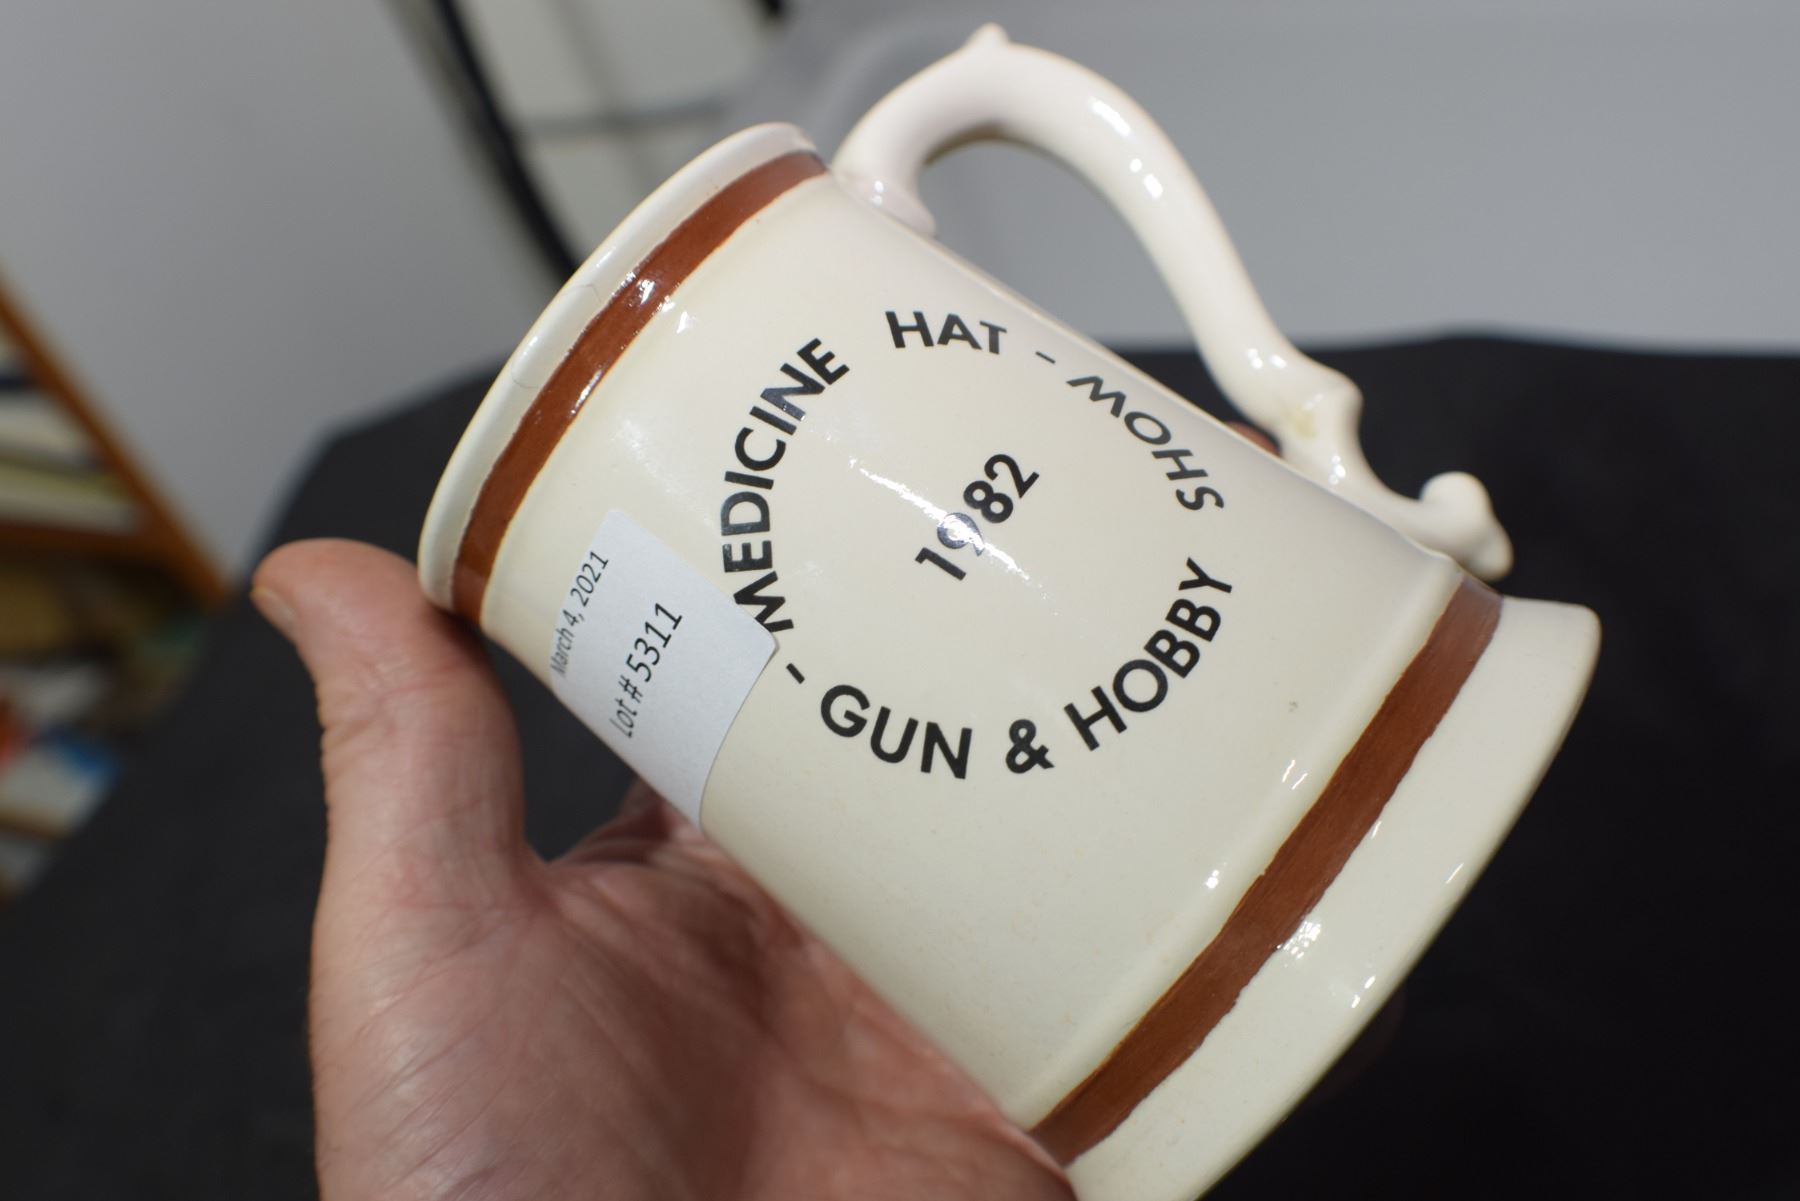 MEDICINE HAT - SHOW
1982
- GUN & HOBBY
March 4, 2021
Lot# 5311